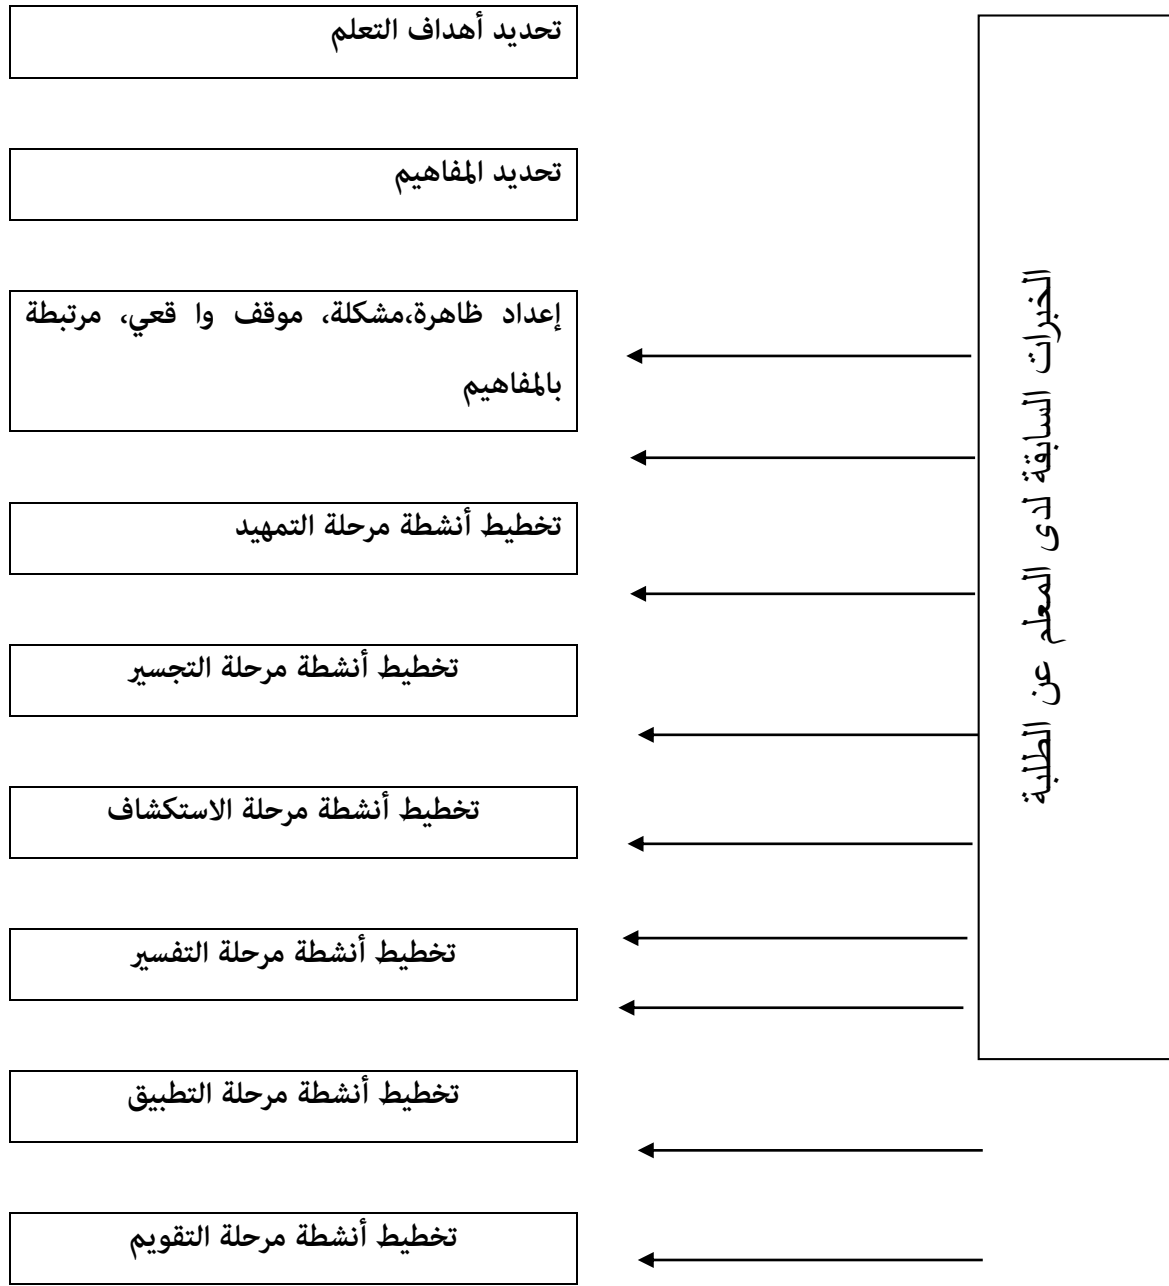 تحديد أهداف التعلم
تحديد المفاهيم
إعداد ظاهرة،مشكلة، موقف وا قعي، مرتبطة
بالمفاهيم
تخطيط أنشطة مرحلة التمهيد
تخطيط أنشطة مرحلة التجسير
تخطيط أنشطة مرحلة الاستكشاف
تخطيط أنشطة مرحلة التفسير
تخطيط أنشطة مرحلة التطبيق
تخطيط أنشطة مرحلة التقويم
الخبرات السابقة لدى المعلم عن الطلبة